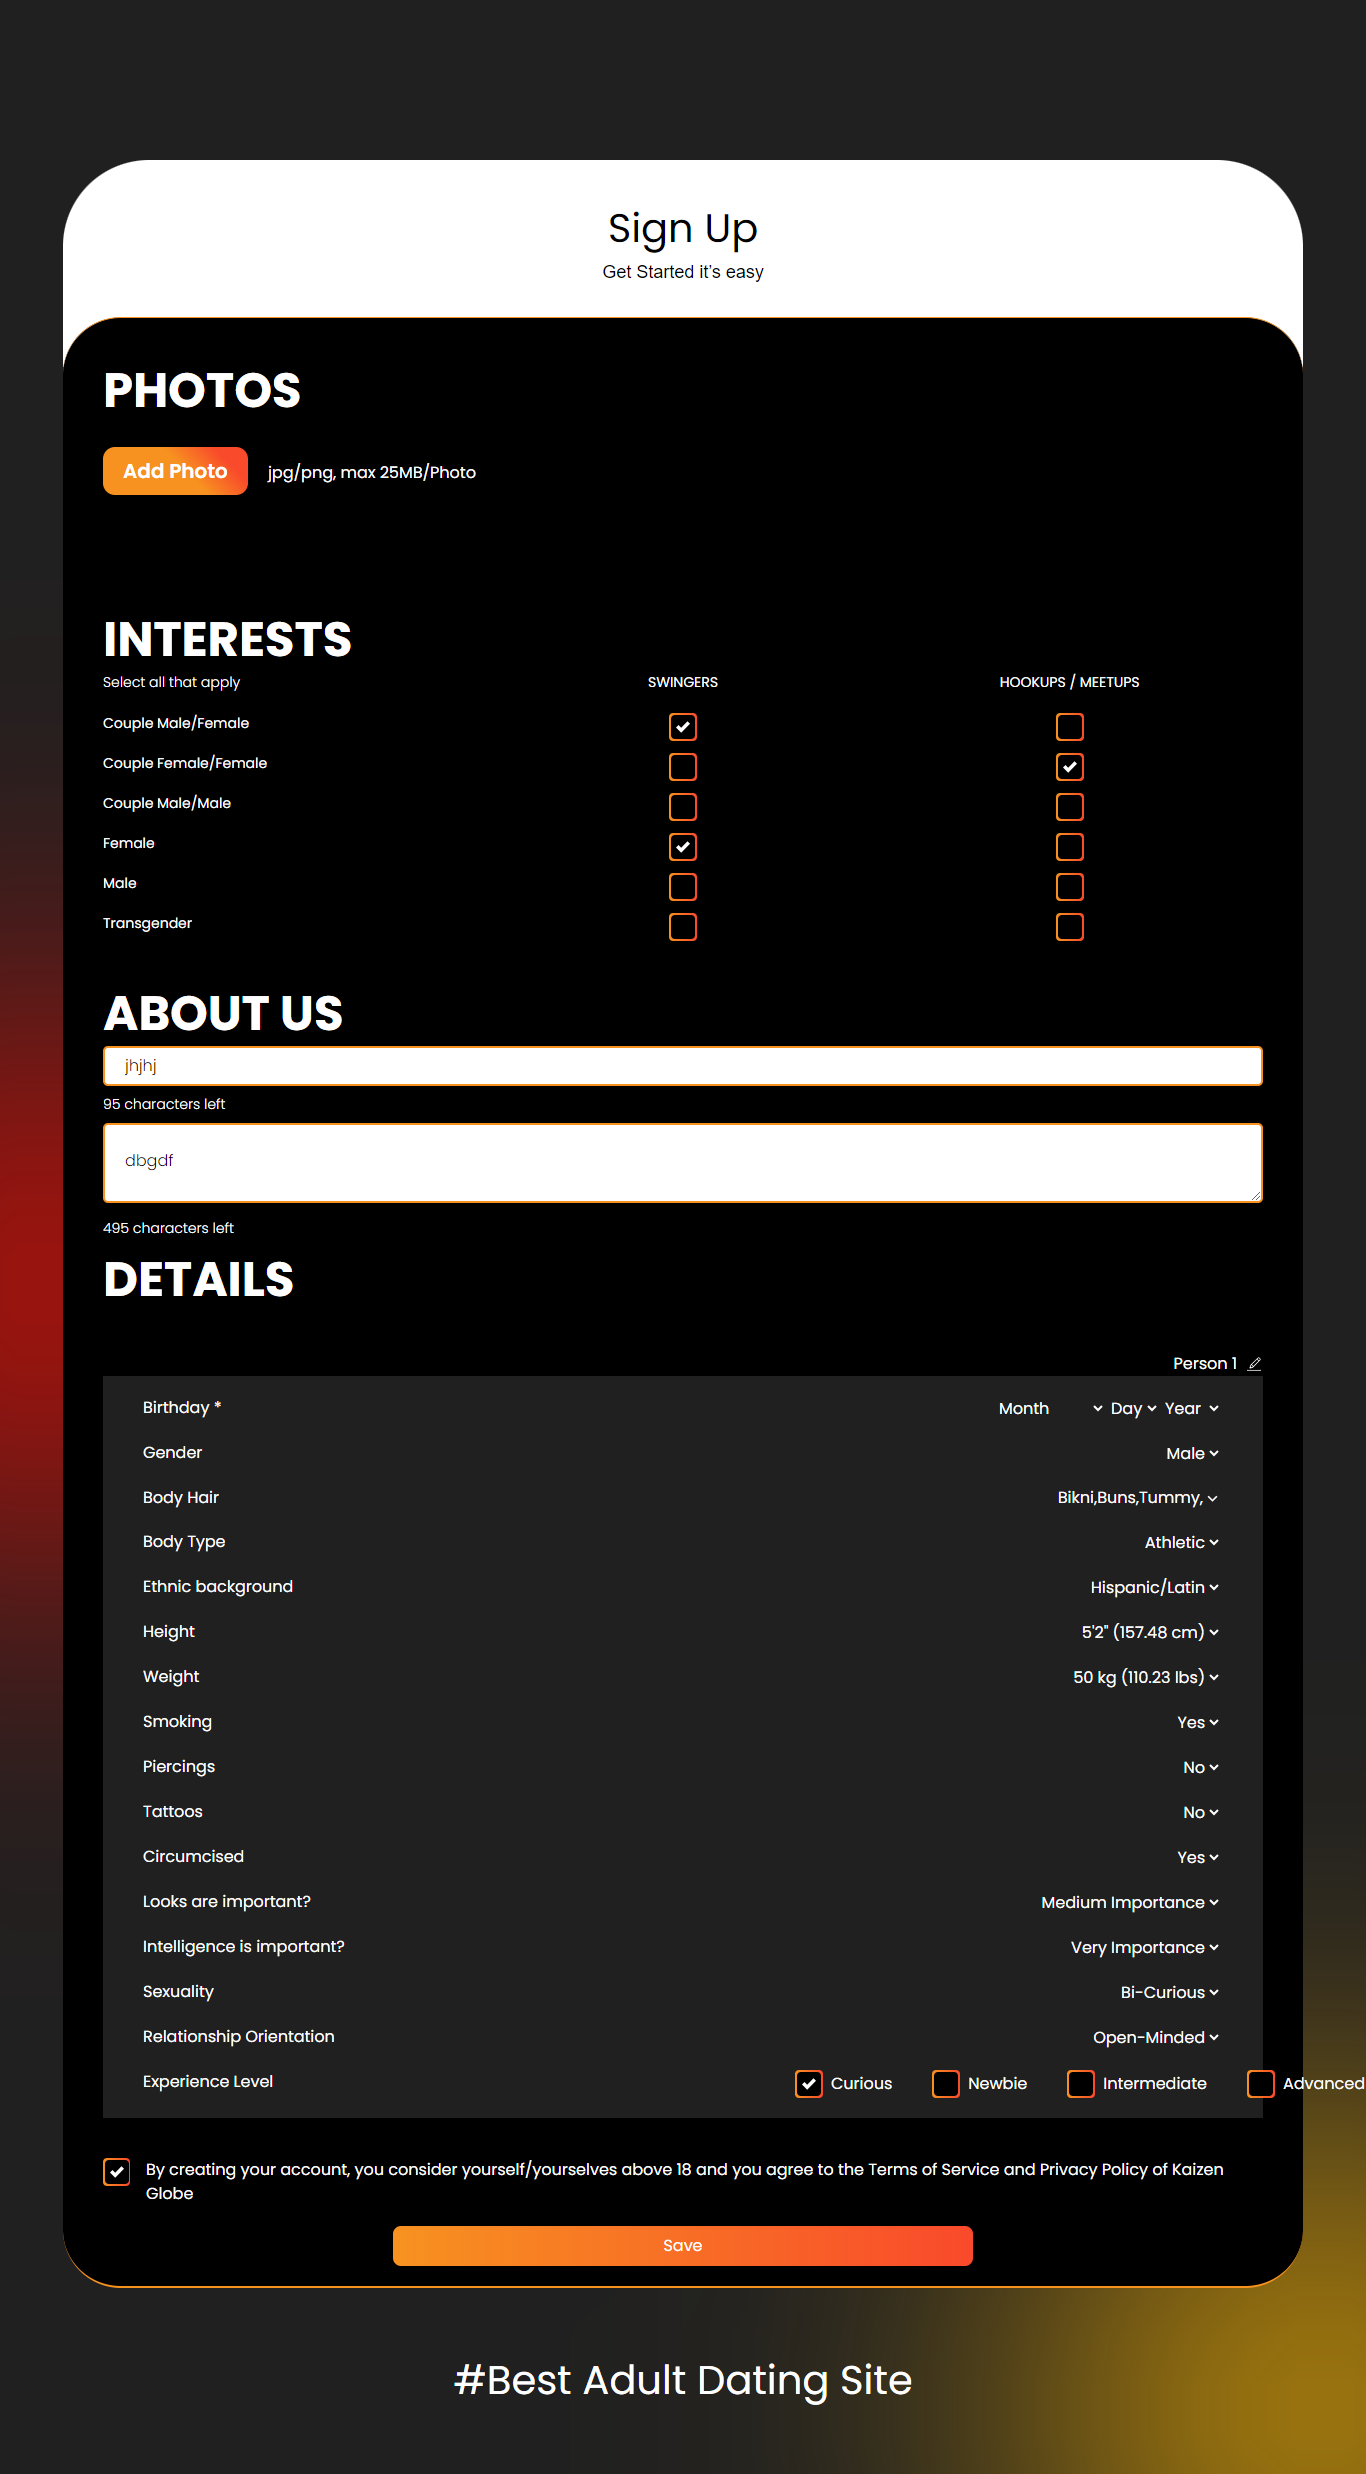 Sign Up
Get Started it's easy
PHOTOS
Add Photo jpg/png, max 25MB/Photo
INTERESTS
Select all that apply SWINGERS HOOKUPS / MEETUPS
Couple Male/Female
Couple Female/Female
Couple Male/Male
Female
Male
Transgender
ABOUT US
jhjhj
95 characters left
dbgdf
495 characters left
DETAILS
Person 1
Birthday * Month Day Year
Gender Male
Body Hair Bikni,Buns,Tummy,
Body Type Athletic
Ethnic background Hispanic/Latin
Height 5'2" (157.48 cm)
Weight 50 kg (110.23 lbs)
Smoking Yes
Piercings No
Tattoos No
Circumcised Yes
Looks are important? Medium Importance
Intelligence is important? Very Importance
Sexuality Bi-Curious
Relationship Orientation Open-Minded
Experience Level Curious Newbie Intermediate Advanced
By creating your account, you consider yourself/yourselves above 18 and you agree to the Terms of Service and Privacy Policy of Kaizen
Globe
Save
#Best Adult Dating Site